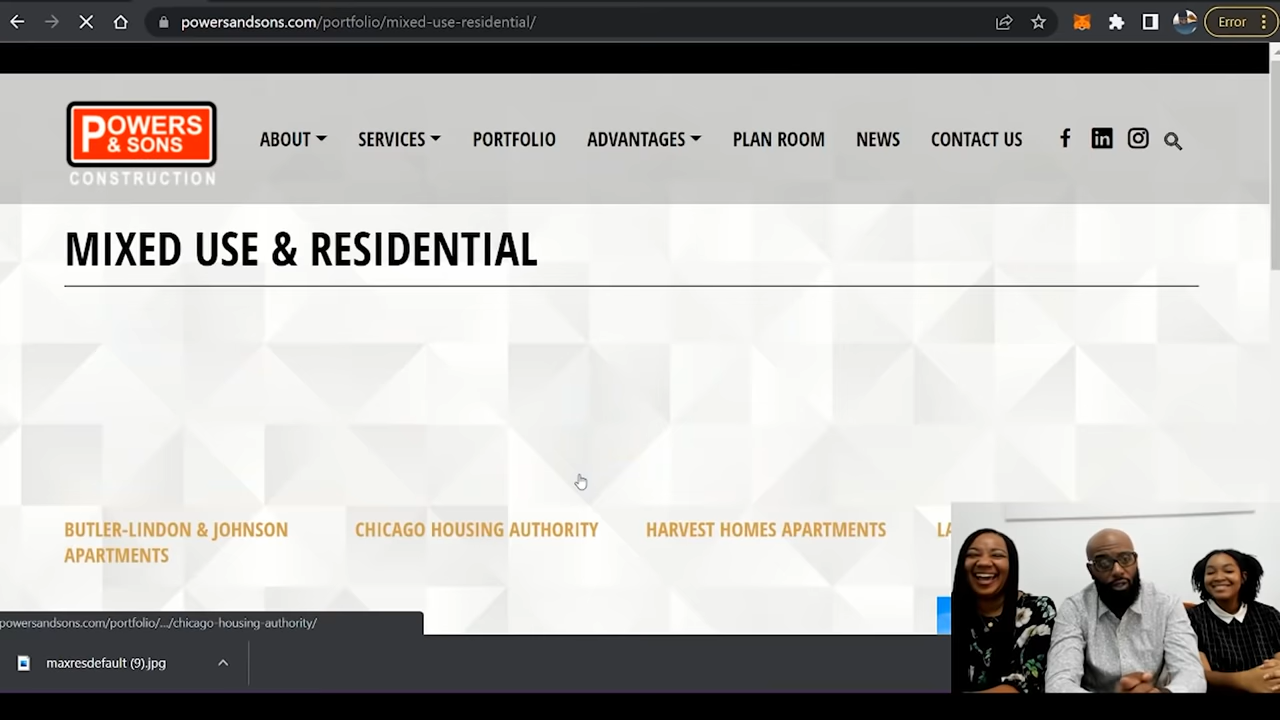 powersandsons.com/portfolio/mixed-use-residential/
Error
POWERS
& SONS
CONSTRUCTION
ABOUT SERVICES PORTFOLIO ADVANTAGES PLAN ROOM NEWS CONTACT US
MIXED USE & RESIDENTIAL
BUTLER-LINDON & JOHNSON
APARTMENTS
CHICAGO HOUSING AUTHORITY
HARVEST HOMES APARTMENTS
powersandsons.com/portfolio/.../chicago-housing-authority/
maxresdefault (9).jpg